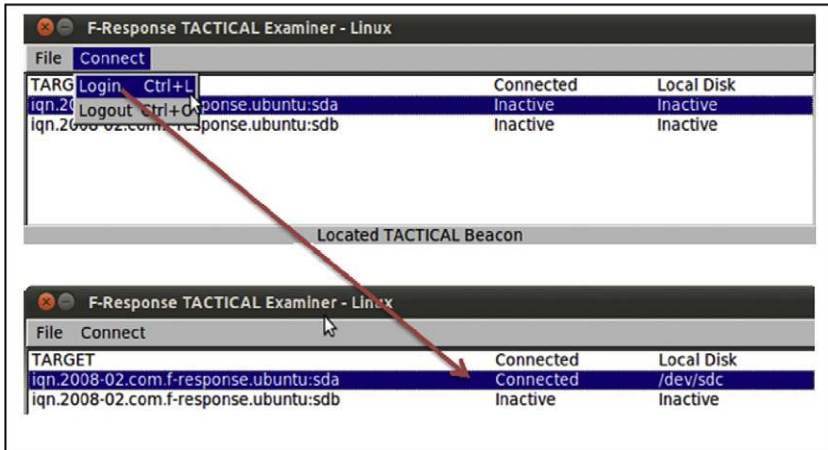 F-Response TACTICAL Examiner - Linux
File Connect
TARG Login Ctrl+L Connected Local Disk
iqn.20 sponse.ubuntu:sda Inactive Inactive
Logout Ctrl+O
iqn.2008-02.com.f-response.ubuntu:sdb Inactive Inactive
Located TACTICAL Beacon
F-Response TACTICAL Examiner - Linux
File Connect
TARGET Connected Local Disk
iqn.2008-02.com.f-response.ubuntu:sda Connected /dev/sdc
iqn.2008-02.com.f-response.ubuntu:sdb Inactive Inactive